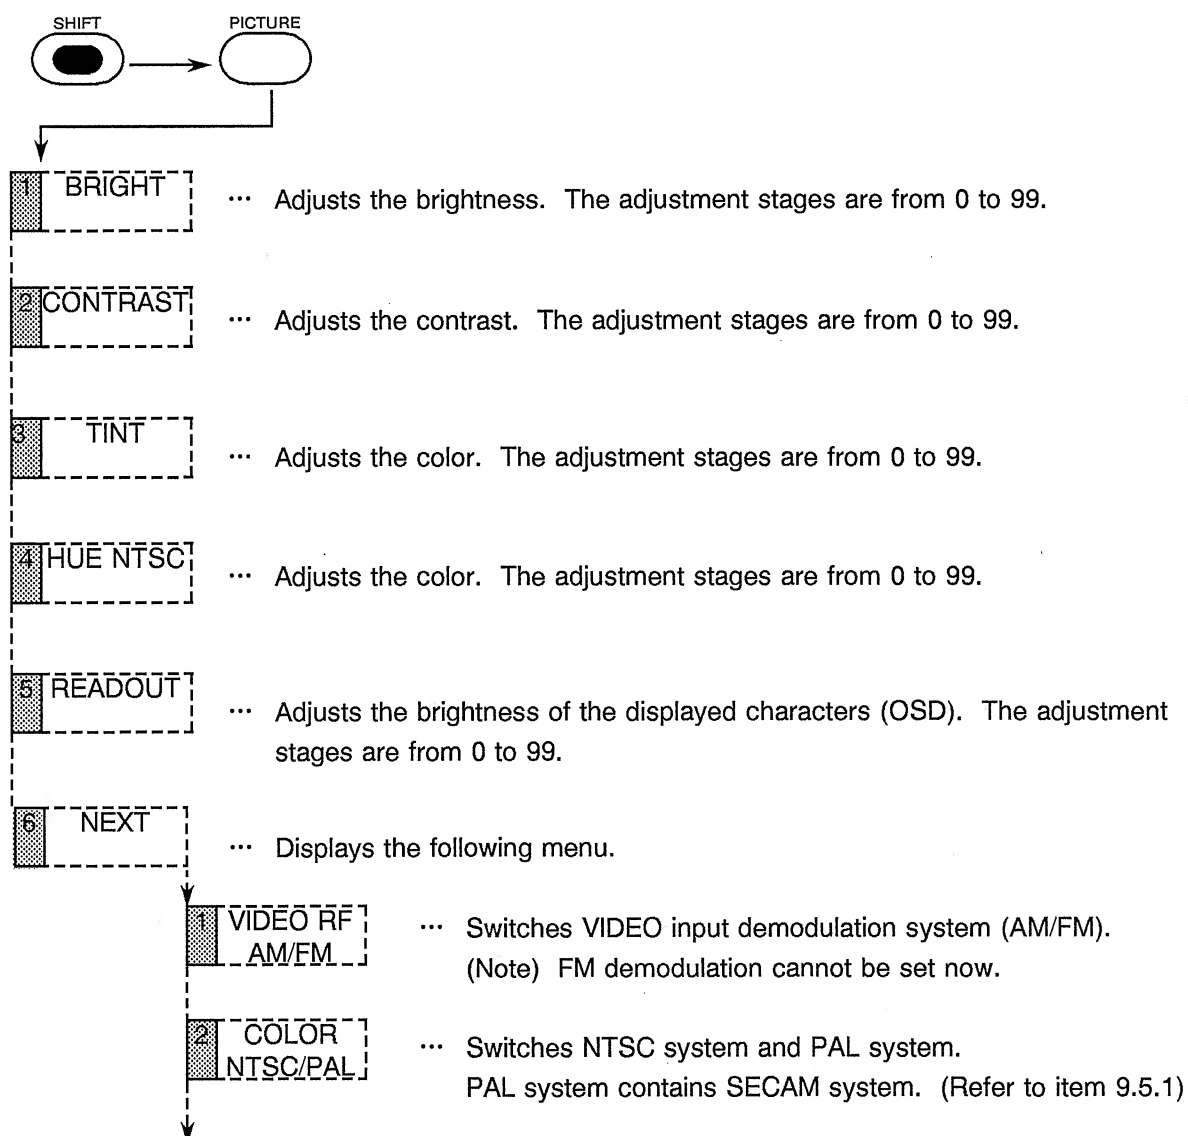 SHIFT PICTURE
1 BRIGHT ··· Adjusts the brightness. The adjustment stages are from 0 to 99.
2 CONTRAST ··· Adjusts the contrast. The adjustment stages are from 0 to 99.
3 TINT ··· Adjusts the color. The adjustment stages are from 0 to 99.
4 HUE NTSC ··· Adjusts the color. The adjustment stages are from 0 to 99.
5 READOUT ··· Adjusts the brightness of the displayed characters (OSD). The adjustment
stages are from 0 to 99.
6 NEXT ··· Displays the following menu.
1 VIDEO RF ··· Switches VIDEO input demodulation system (AM/FM).
AM/FM (Note) FM demodulation cannot be set now.
2 COLOR ··· Switches NTSC system and PAL system.
NTSC/PAL PAL system contains SECAM system. (Refer to item 9.5.1)